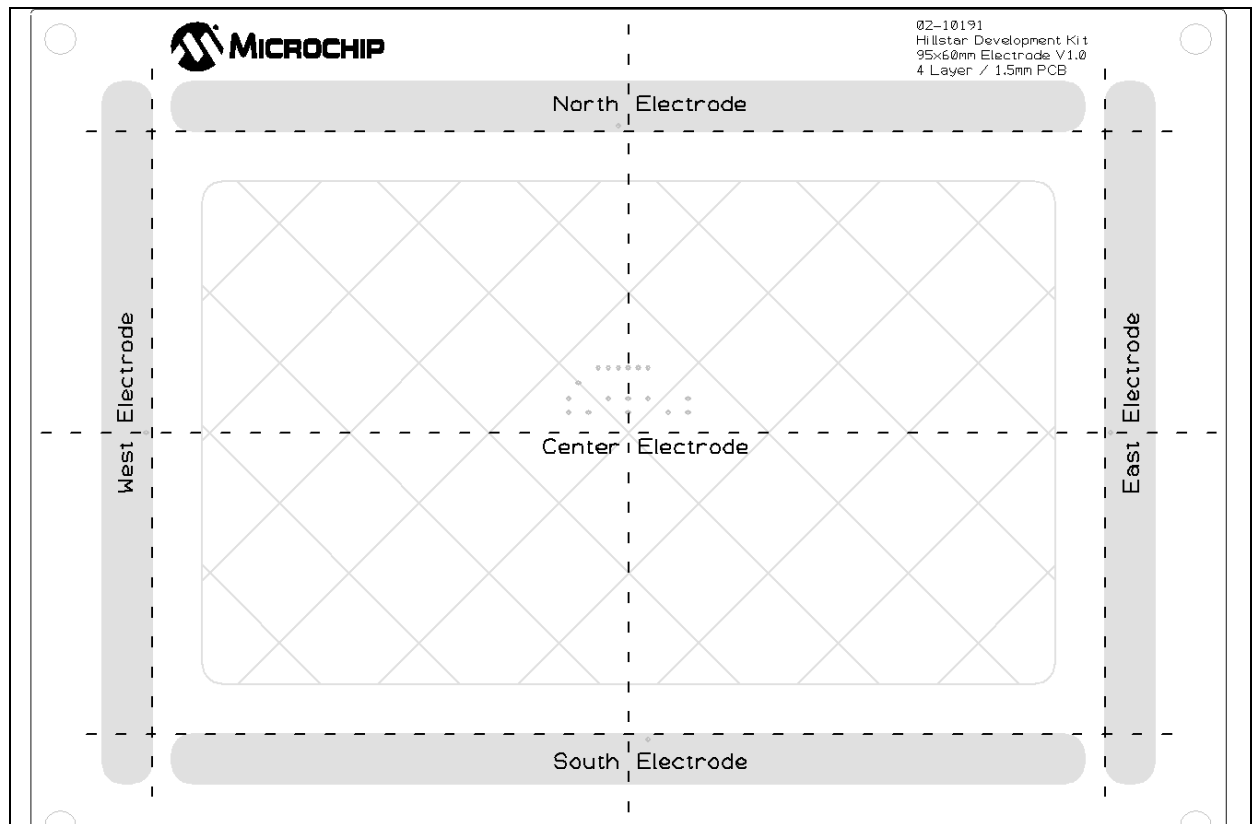 MICROCHIP
02-10191
Hillstar Development Kit
95x60mm Electrode V1.0
4 Layer / 1.5mm PCB
North Electrode
West Electrode
East Electrode
Center Electrode
South Electrode